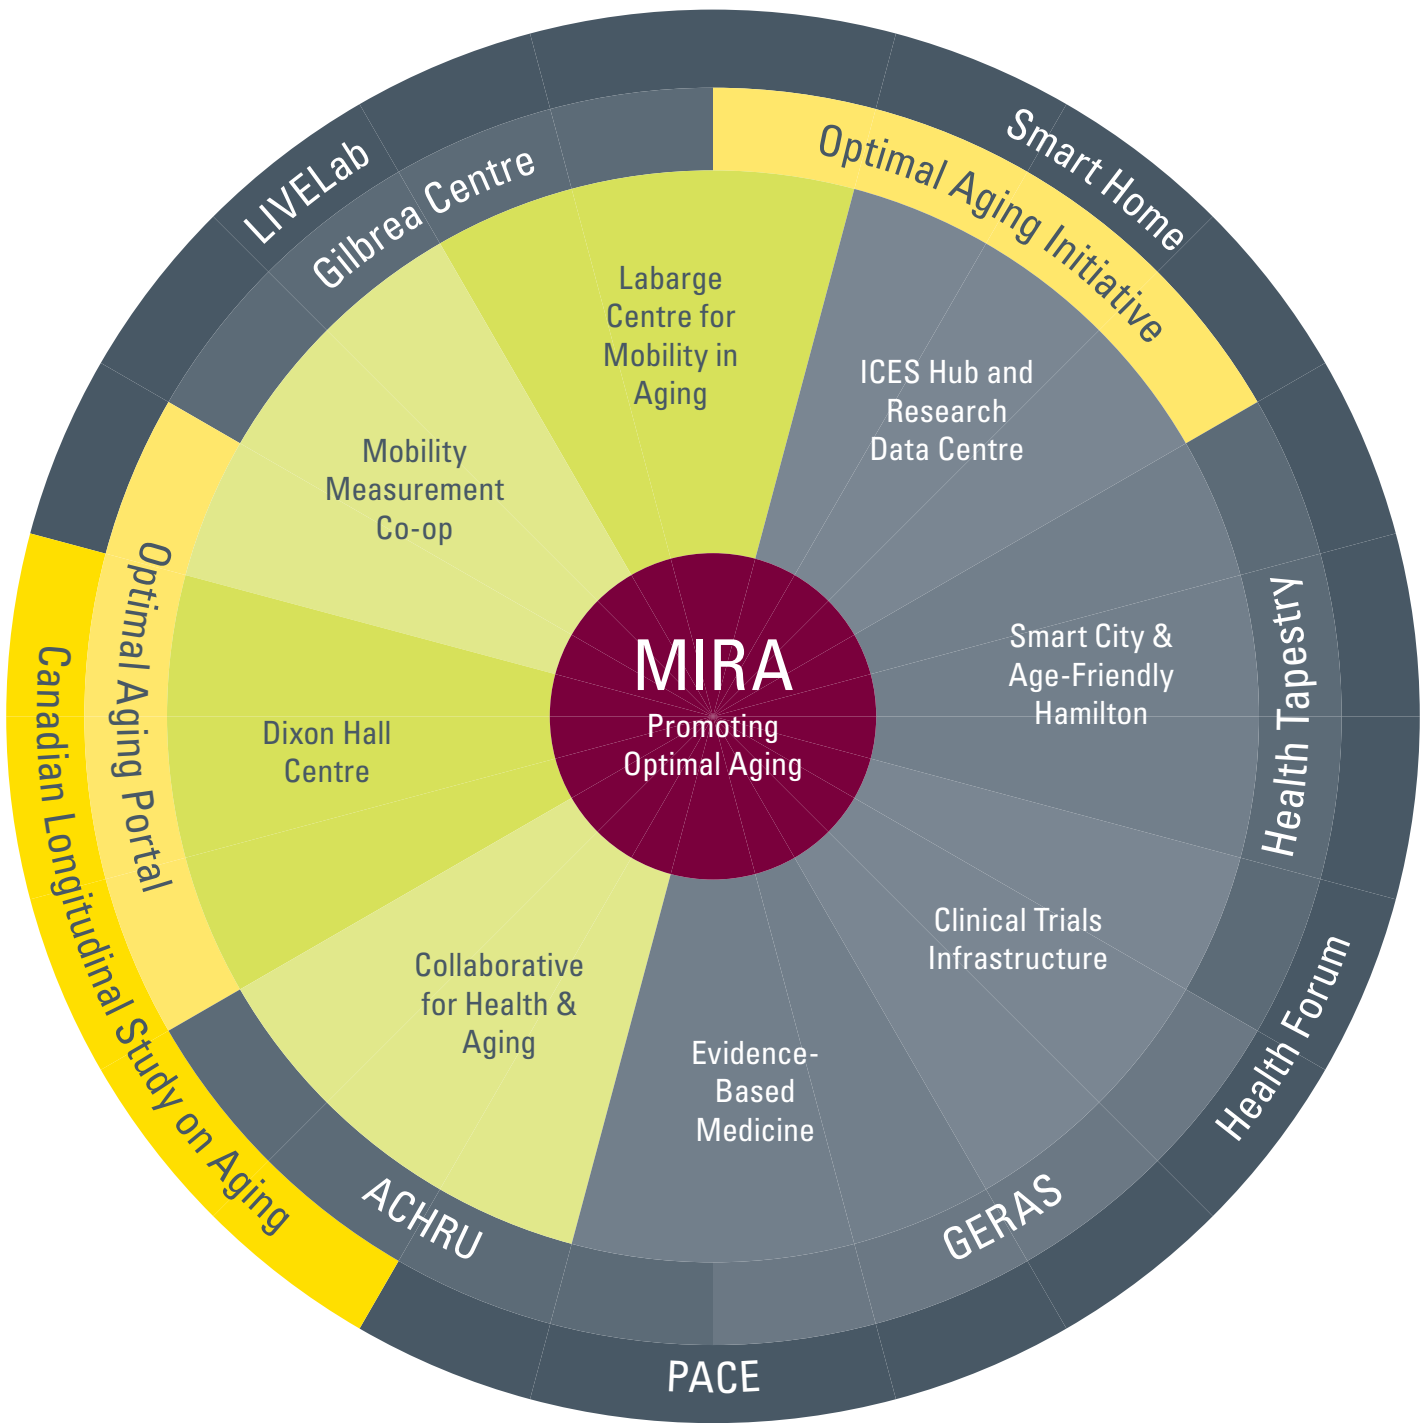 LIVELab
Smart Home
Gilbrea Centre
Optimal Aging Initiative
Labarge
Centre for
Mobility in
Aging
ICES Hub and
Research
Data Centre
Mobility
Measurement
Co-op
Smart City &
Age-Friendly
Hamilton
Health Tapestry
MIRA
Promoting
Optimal Aging
Dixon Hall
Centre
Optimal Aging Portal
Canadian Longitudinal Study on Aging
Clinical Trials
Infrastructure
Health Forum
Collaborative
for Health &
Aging
Evidence-
Based
Medicine
ACHRU
GERAS
PACE